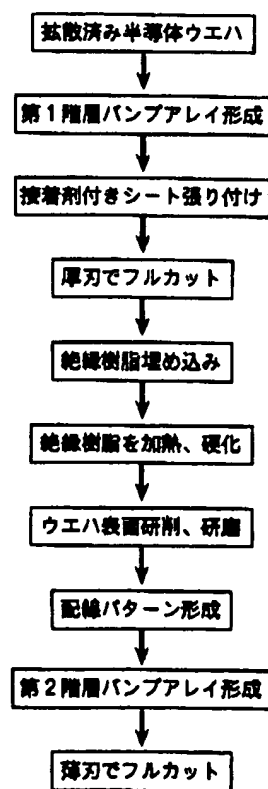 拡散済み半導体ウエハ
第1階層バンプアレイ形成
接着剤付きシート張り付け
厚刃でフルカット
絶縁樹脂埋め込み
絶縁樹脂を加熱、硬化
ウエハ表面研削、研磨
配線パターン形成
第2階層バンプアレイ形成
薄刃でフルカット